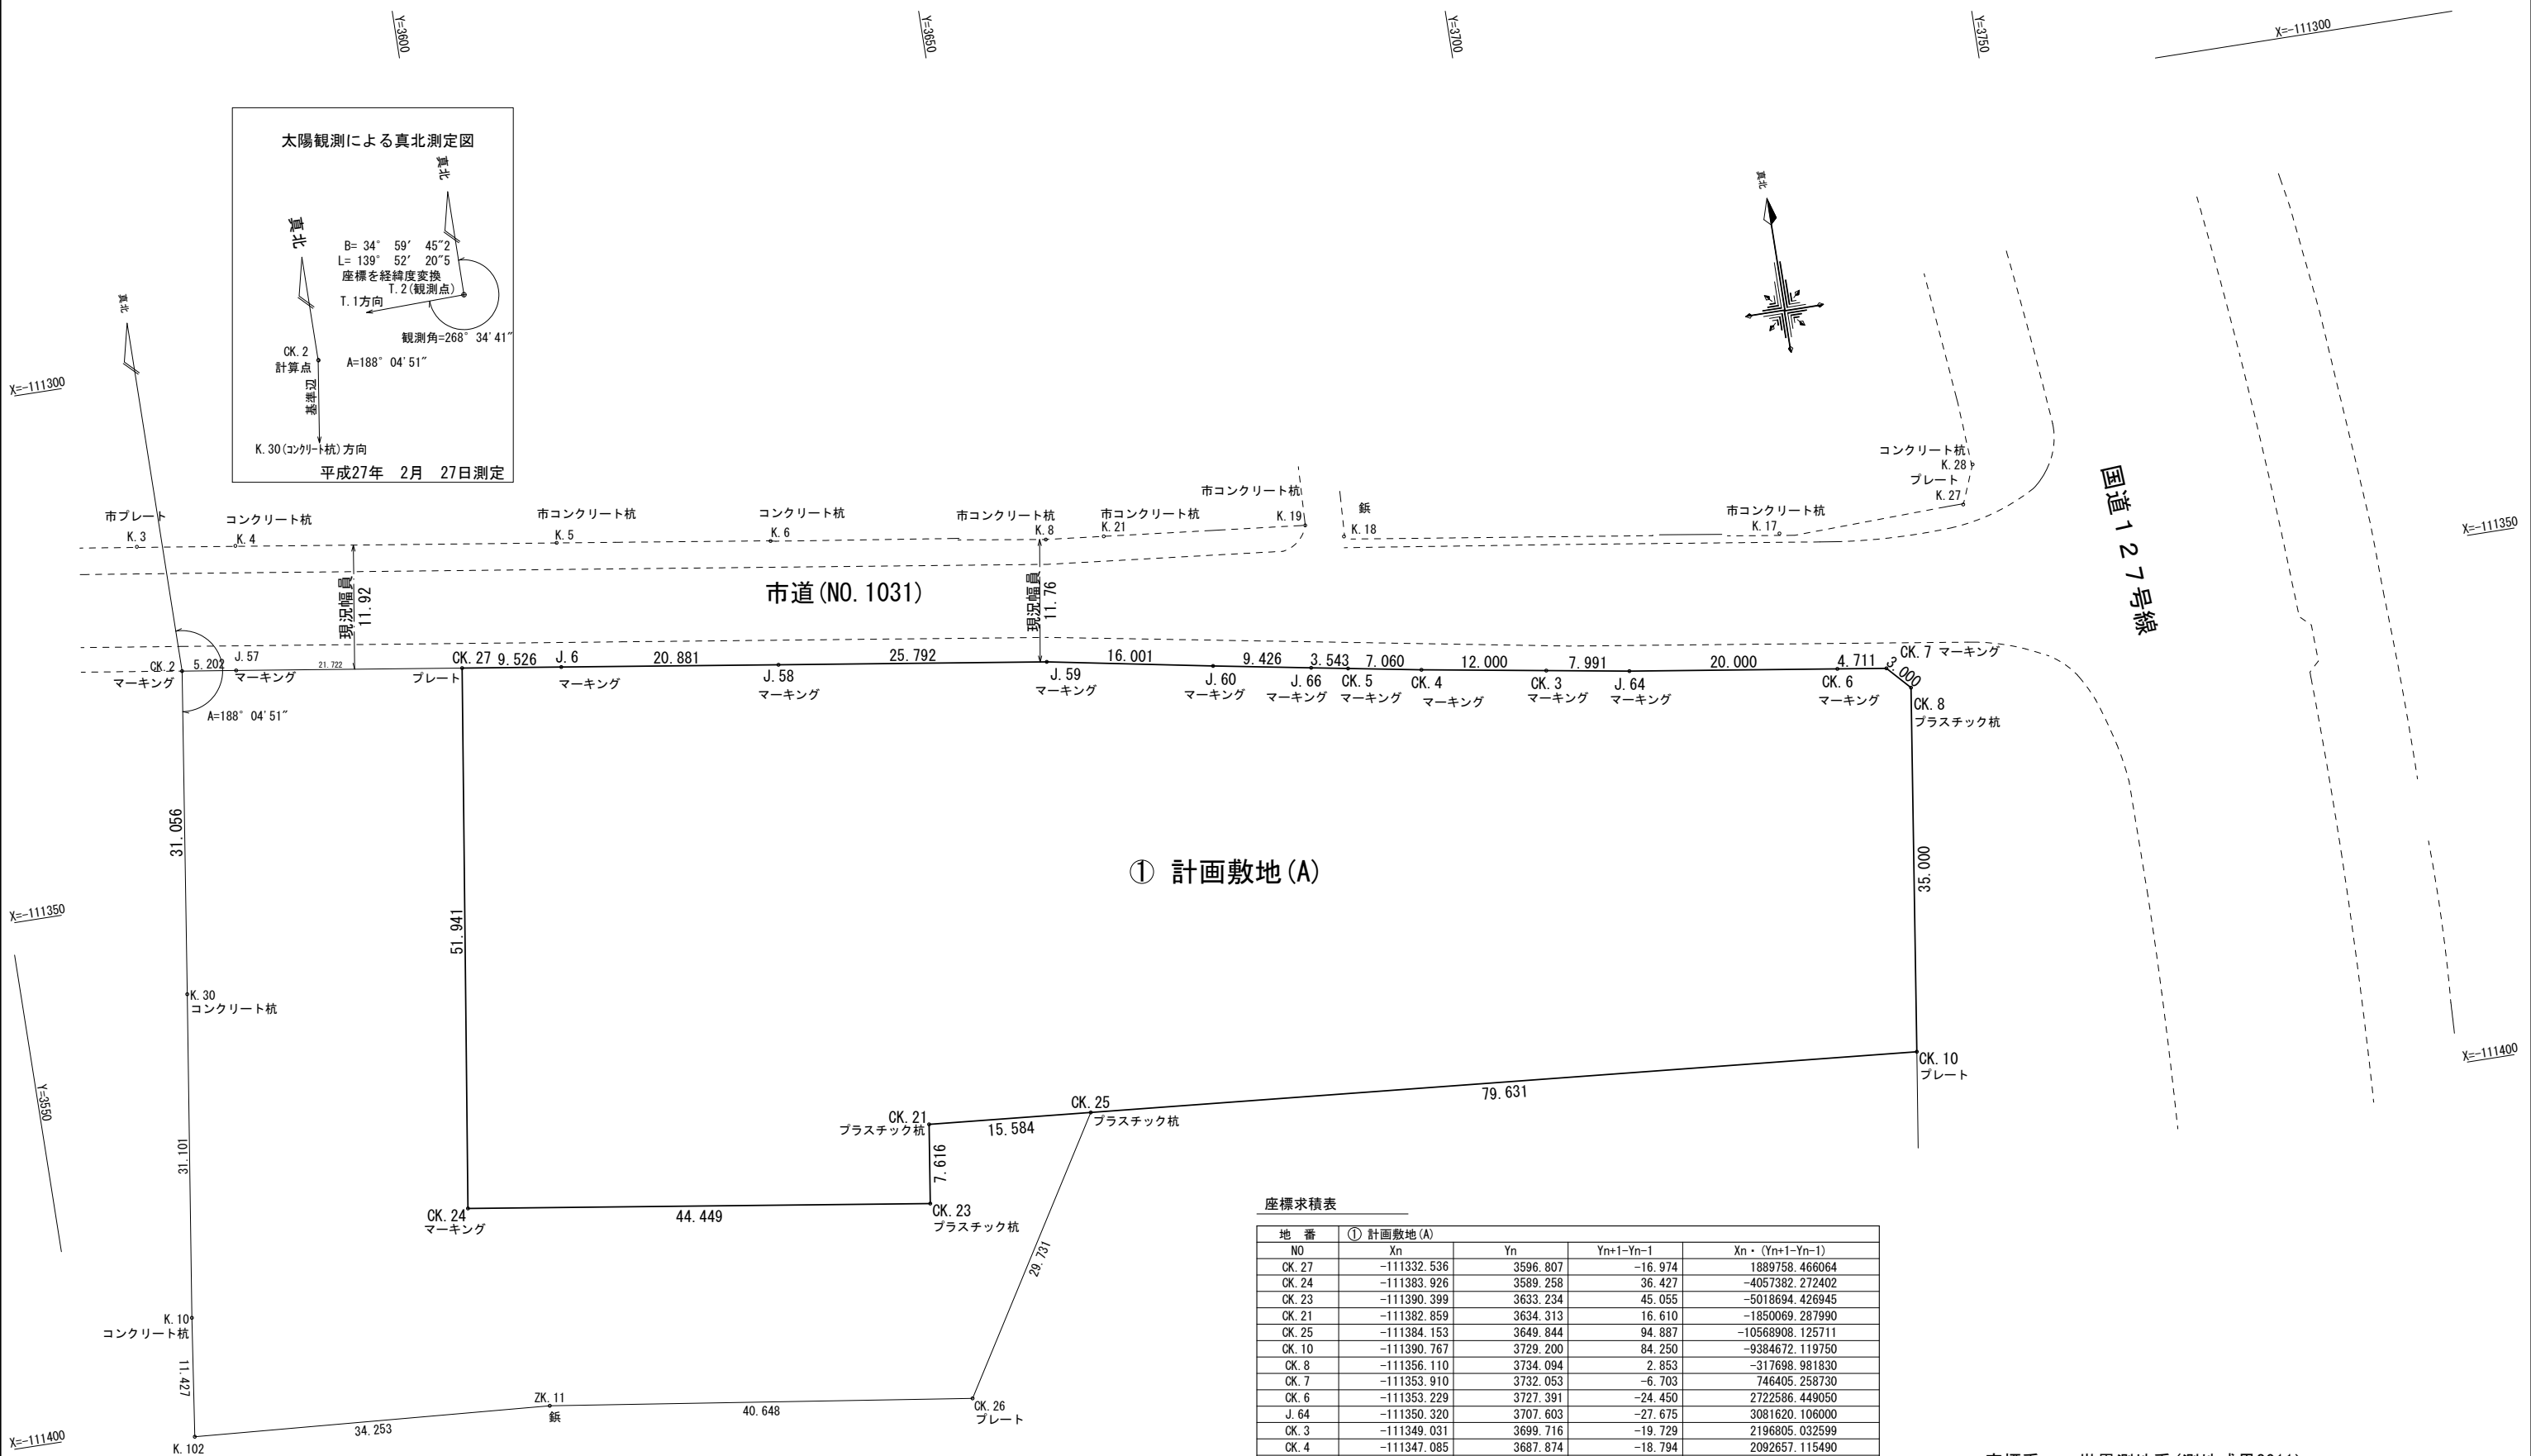 Y=3600
Y=3650
Y=3700
Y=3750
X=-111300
太陽観測による真北測定図
真北
真北
B= 34° 59′ 45″2
L= 139° 52′ 20″5
座標を経緯度変換
T.2(観測点)
T.1方向
観測角=268° 34′41″
CK.2
計算点
A=188° 04′51″
基準辺
K.30(コンクリート杭)方向
平成27年 2月 27日測定
真北
真北
X=-111300
X=-111350
国道127号線
コンクリート杭
K.28
プレート
K.27
市プレート
K.3
コンクリート杭
K.4
市コンクリート杭
K.5
コンクリート杭
K.6
市コンクリート杭
K.8
市コンクリート杭
K.21
市コンクリート杭
K.19
鋲
K.18
市コンクリート杭
K.17
現況幅員
11.92
市道(NO.1031)
現況幅員
11.76
CK.2
マーキング
5.202
J.57
マーキング
21.722
CK.27
プレート
9.526
J.6
マーキング
20.881
J.58
マーキング
25.792
J.59
マーキング
16.001
J.60
マーキング
9.426
J.66
マーキング
3.543
CK.5
マーキング
7.060
CK.4
マーキング
12.000
CK.3
マーキング
7.991
J.64
マーキング
20.000
CK.6
マーキング
4.711
CK.7 マーキング
3.000
CK.8
プラスチック杭
A=188° 04′51″
31.056
51.941
① 計画敷地(A)
35.000
X=-111350
K.30
コンクリート杭
Y=3550
X=-111400
CK.10
プレート
79.631
CK.25
プラスチック杭
CK.21
プラスチック杭
15.584
7.616
31.101
CK.24
マーキング
44.449
CK.23
プラスチック杭
29.731
K.10
コンクリート杭
11.427
ZK.11
鋲
34.253
40.648
CK.26
プレート
X=-111400
K.102
座標求積表
地 番 ① 計画敷地(A)
NO Xn Yn Yn+1-Yn-1 Xn・(Yn+1-Yn-1)
CK.27 -111332.536 3596.807 -16.974 1889758.466064
CK.24 -111383.926 3589.258 36.427 -4057382.272402
CK.23 -111390.399 3633.234 45.055 -5018694.426945
CK.21 -111382.859 3634.313 16.610 -1850069.287990
CK.25 -111384.153 3649.844 94.887 -10568908.125711
CK.10 -111390.767 3729.200 84.250 -9384672.119750
CK.8 -111356.110 3734.094 2.853 -317698.981830
CK.7 -111353.910 3732.053 -6.703 746405.258730
CK.6 -111353.229 3727.391 -24.450 2722586.449050
J.64 -111350.320 3707.603 -27.675 3081620.106000
CK.3 -111349.031 3699.716 -19.729 2196805.032599
CK.4 -111347.085 3687.874 -18.794 2092657.115490